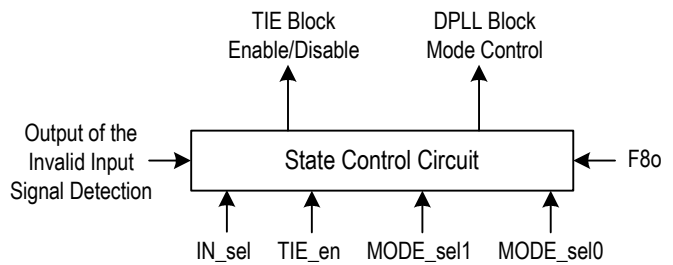 TIE Block
Enable/Disable
DPLL Block
Mode Control
Output of the
Invalid Input
Signal Detection
State Control Circuit
F8o
IN_sel
TIE_en
MODE_sel1
MODE_sel0